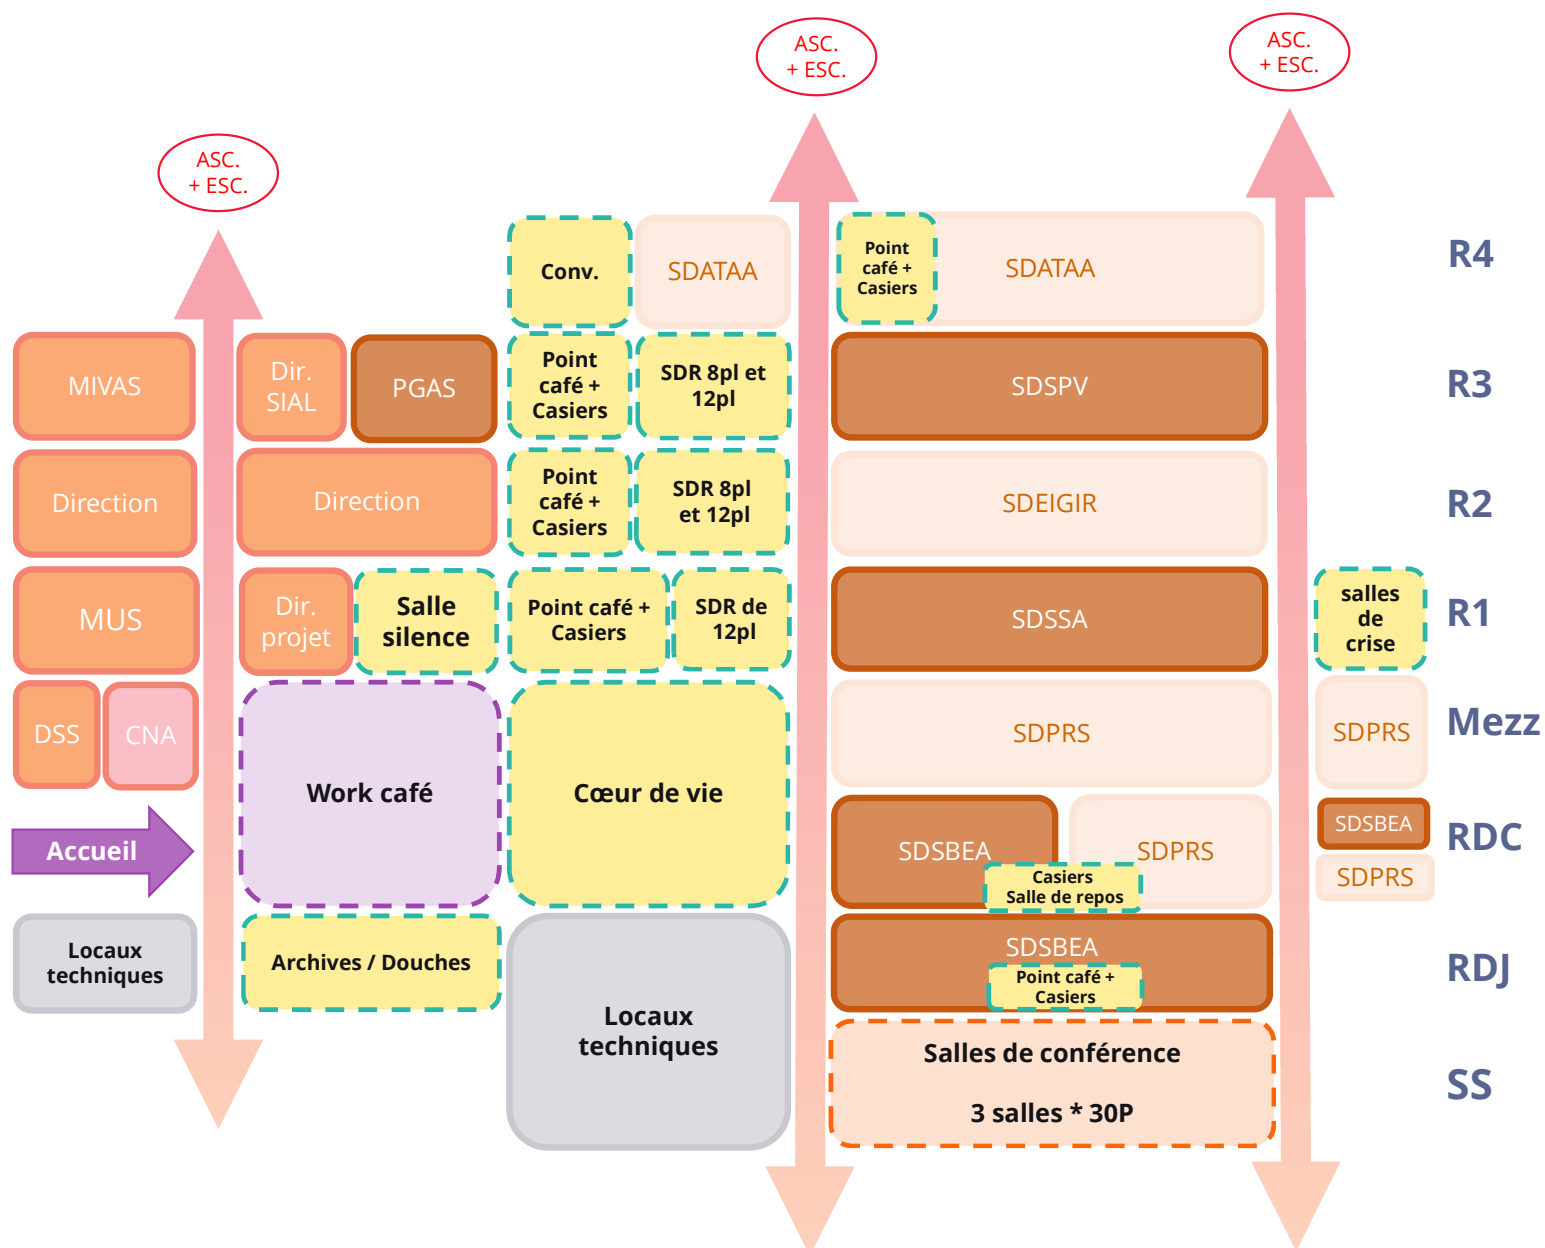 ASC.
+ ESC.
ASC.
+ ESC.
ASC.
+ ESC.
Conv.
SDATAA
Point
café +
Casiers
SDATAA
R4
MIVAS
Dir.
SIAL
PGAS
Point
café +
Casiers
SDR 8pl et
12pl
SDSPV
R3
Direction
Direction
Point
café +
Casiers
SDR 8pl
et 12pl
SDEIGIR
R2
MUS
Dir.
projet
Salle
silence
Point café +
Casiers
SDR de
12pl
SDSSA
salles
de
crise
R1
DSS
CNA
Work café
Cœur de vie
SDPRS
SDPRS
Mezz
Accueil
SDSBEA
SDPRS
Casiers
Salle de repos
SDSBEA
SDPRS
RDC
Locaux
techniques
Archives / Douches
Locaux
techniques
SDSBEA
Point café +
Casiers
RDJ
Salles de conférence
3 salles * 30P
SS